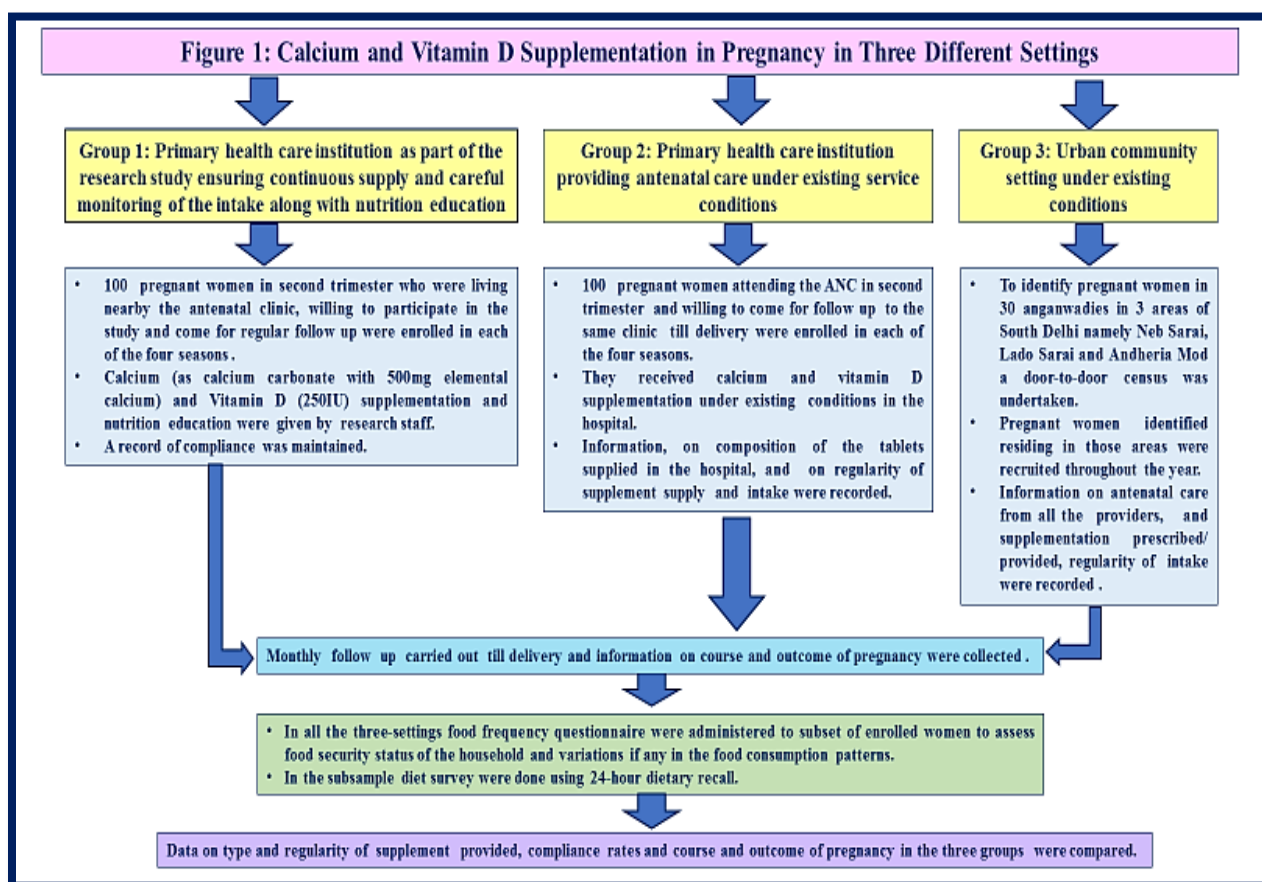 Figure 1: Calcium and Vitamin D Supplementation in Pregnancy in Three Different Settings
Group 1: Primary health care institution as part of the
research study ensuring continuous supply and careful
monitoring of the intake along with nutrition education
Group 2: Primary health care institution
providing antenatal care under existing service
conditions
Group 3: Urban community
setting under existing
conditions
• 100 pregnant women in second trimester who were living
nearby the antenatal clinic, willing to participate in the
study and come for regular follow up were enrolled in each
of the four seasons .
• Calcium (as calcium carbonate with 500mg elemental
calcium) and Vitamin D (250IU) supplementation and
nutrition education were given by research staff.
• A record of compliance was maintained.
• 100 pregnant women attending the ANC in second
trimester and willing to come for follow up to the
same clinic till delivery were enrolled in each of
the four seasons.
• They received calcium and vitamin D
supplementation under existing conditions in the
hospital.
• Information, on composition of the tablets
supplied in the hospital, and on regularity of
supplement supply and intake were recorded.
• To identify pregnant women in
30 anganwadies in 3 areas of
South Delhi namely Neb Sarai,
Lado Sarai and Andheria Mod
a door-to-door census was
undertaken.
• Pregnant women identified
residing in those areas were
recruited throughout the year.
• Information on antenatal care
from all the providers, and
supplementation prescribed/
provided, regularity of intake
were recorded .
Monthly follow up carried out till delivery and information on course and outcome of pregnancy were collected .
• In all the three-settings food frequency questionnaire were administered to subset of enrolled women to assess
food security status of the household and variations if any in the food consumption patterns.
• In the subsample diet survey were done using 24-hour dietary recall.
Data on type and regularity of supplement provided, compliance rates and course and outcome of pregnancy in the three groups were compared.